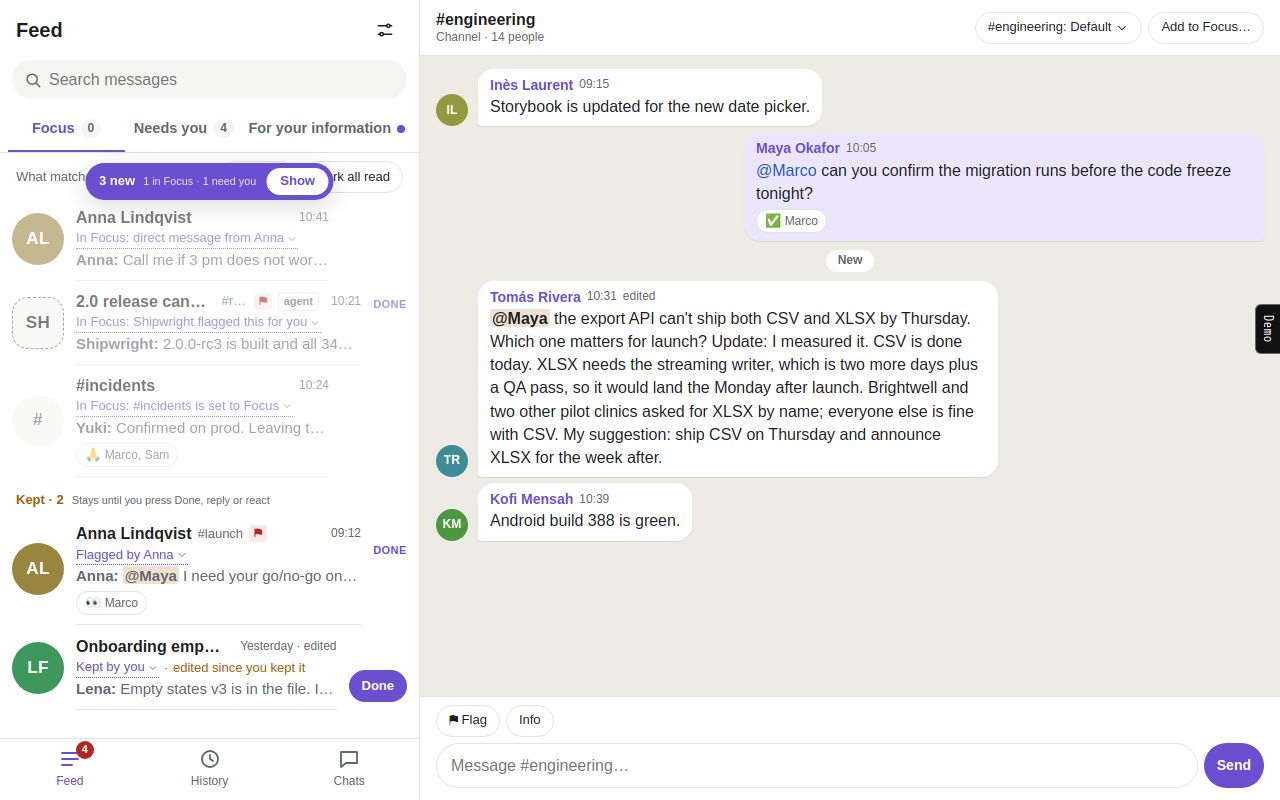 Feed
Search messages
Focus 0 Needs you 4 For your information
What match
3 new 1 in Focus · 1 need you Show
rk all read
AL
Anna Lindqvist 10:41
In Focus: direct message from Anna
Anna: Call me if 3 pm does not wor…
SH
2.0 release can… #r… agent 10:21
DONE
In Focus: Shipwright flagged this for you
Shipwright: 2.0.0-rc3 is built and all 34…
#
#incidents 10:24
In Focus: #incidents is set to Focus
Yuki: Confirmed on prod. Leaving t…
🙏 Marco, Sam
Kept · 2 Stays until you press Done, reply or react
AL
Anna Lindqvist #launch 09:12
DONE
Flagged by Anna
Anna: @Maya I need your go/no-go on…
👀 Marco
LF
Onboarding emp… Yesterday · edited
Kept by you · edited since you kept it
Lena: Empty states v3 is in the file. I…
Done
4
Feed History Chats
#engineering
Channel · 14 people
#engineering: Default
Add to Focus…
IL
Inès Laurent 09:15
Storybook is updated for the new date picker.
Maya Okafor 10:05
@Marco can you confirm the migration runs before the code freeze
tonight?
✅ Marco
New
Tomás Rivera 10:31 edited
@Maya the export API can't ship both CSV and XLSX by Thursday.
Which one matters for launch? Update: I measured it. CSV is done
today. XLSX needs the streaming writer, which is two more days plus
a QA pass, so it would land the Monday after launch. Brightwell and
two other pilot clinics asked for XLSX by name; everyone else is fine
with CSV. My suggestion: ship CSV on Thursday and announce
XLSX for the week after.
TR
Kofi Mensah 10:39
Android build 388 is green.
KM
Demo
Flag Info
Message #engineering…
Send